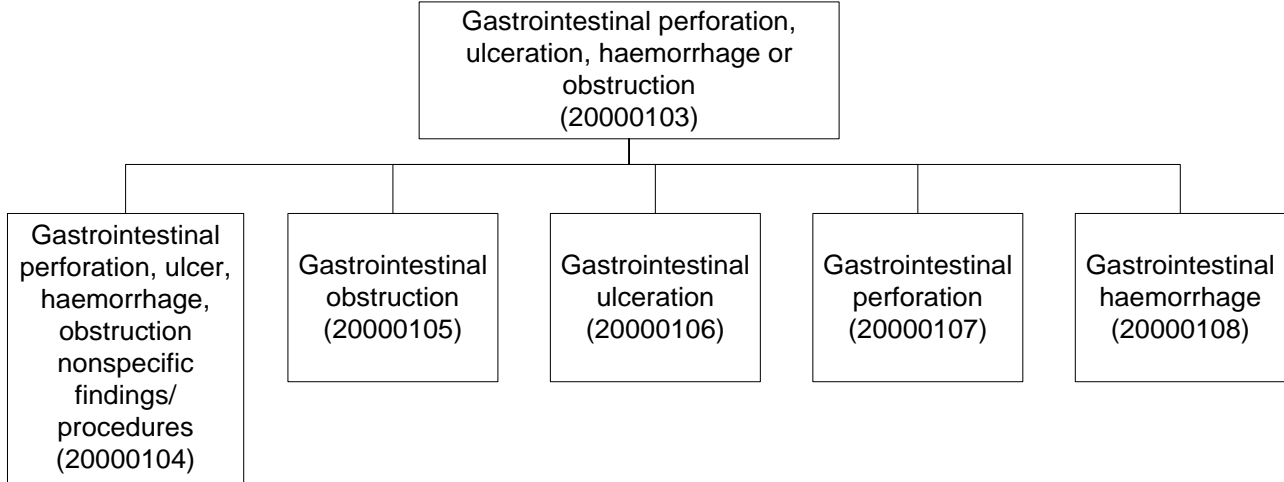 Gastrointestinal perforation,
ulceration, haemorrhage or
obstruction
(20000103)
Gastrointestinal
perforation, ulcer,
haemorrhage,
obstruction
nonspecific
findings/
procedures
(20000104)
Gastrointestinal
obstruction
(20000105)
Gastrointestinal
ulceration
(20000106)
Gastrointestinal
perforation
(20000107)
Gastrointestinal
haemorrhage
(20000108)